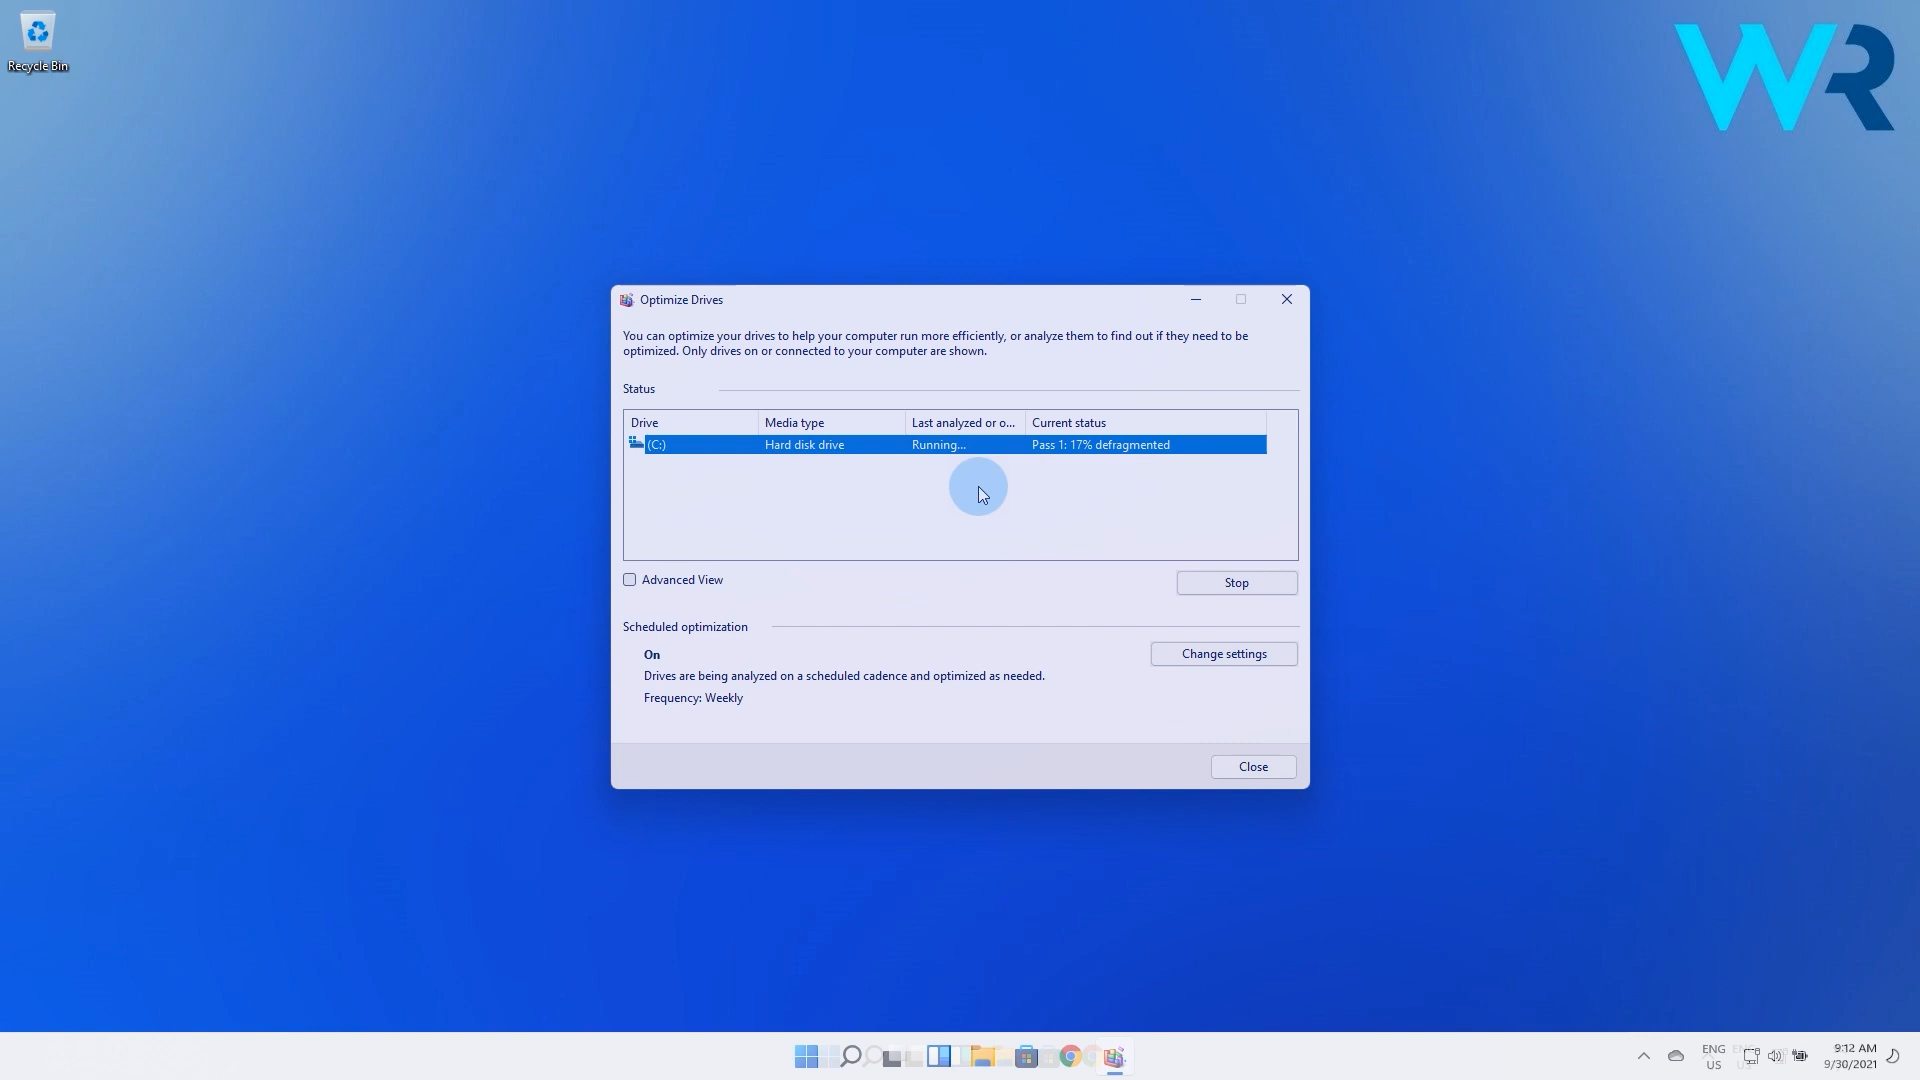 Recycle Bin
WR
Optimize Drives
You can optimize your drives to help your computer run more efficiently, or analyze them to find out if they need to be
optimized. Only drives on or connected to your computer are shown.
Status
Drive Media type Last analyzed or o... Current status
(C:) Hard disk drive Running... Pass 1: 17% defragmented
Advanced View
Stop
Scheduled optimization
On
Change settings
Drives are being analyzed on a scheduled cadence and optimized as needed.
Frequency: Weekly
Close
ENG
US
9:12 AM
9/30/2021